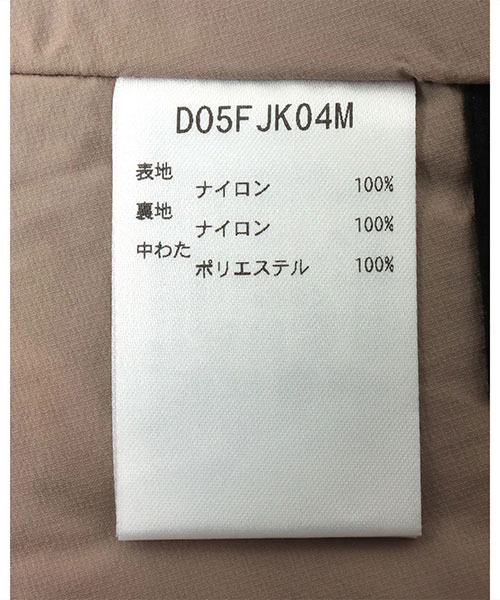 D05FJK04M
表地
ナイロン 100%
裏地
ナイロン 100%
中わた
ポリエステル 100%